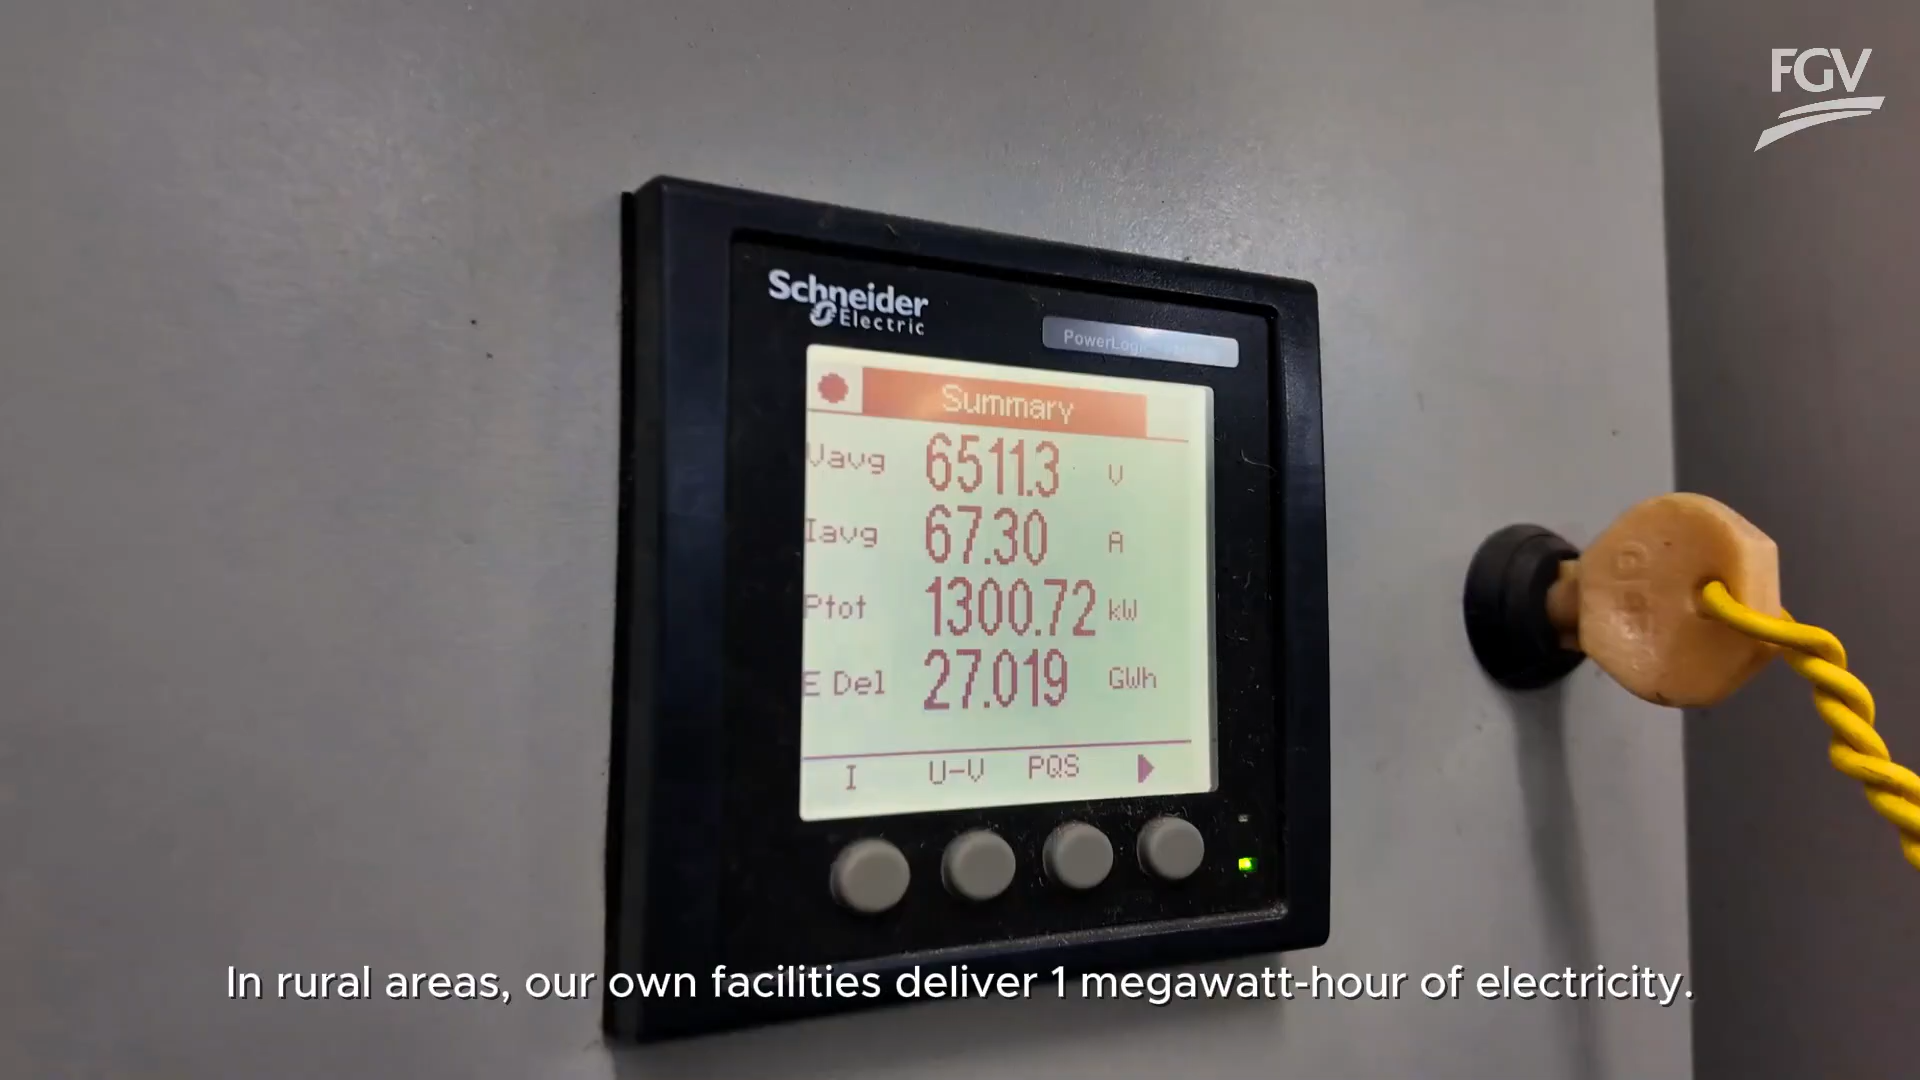 FGV
Schneider
Electric
Summary
Vavg 6511.3 V
Iavg 67.30 A
Ptot 1300.72 kW
E Del 27.019 GWh
I U-V PQS
In rural areas, our own facilities deliver 1 megawatt-hour of electricity.